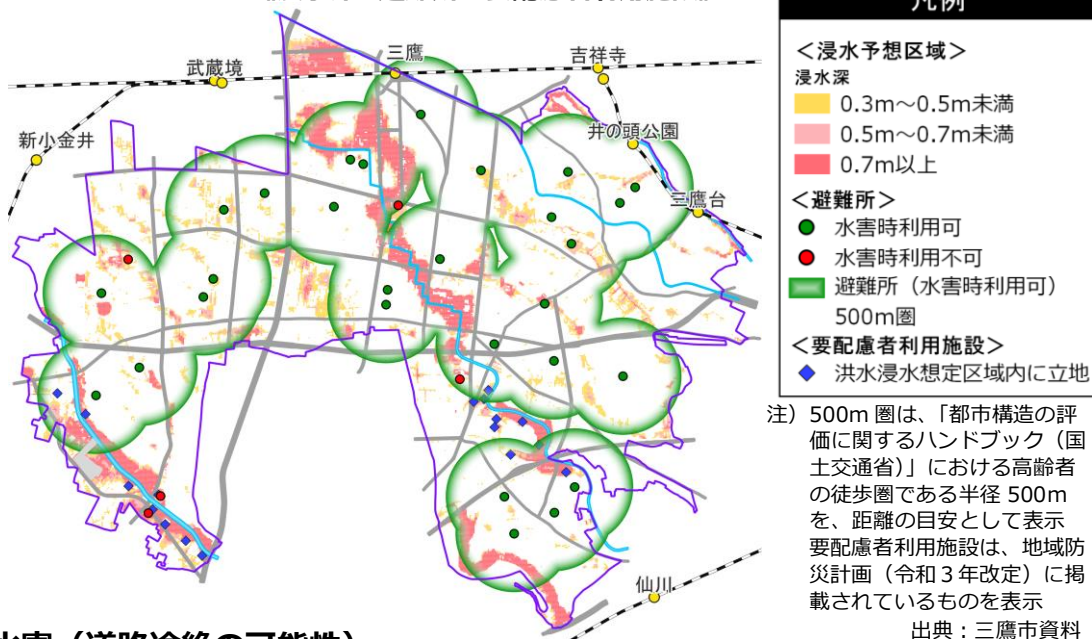 凡例
三鷹
吉祥寺
武蔵境
新小金井
井の頭公園
三鷹台
仙川
＜浸水予想区域＞
浸水深
0.3m～0.5m未満
0.5m～0.7m未満
0.7m以上
＜避難所＞
水害時利用可
水害時利用不可
避難所（水害時利用可）
500m圏
＜要配慮者利用施設＞
洪水浸水想定区域内に立地
注）500m 圏は、「都市構造の評
価に関するハンドブック（国
土交通省）」における高齢者
の徒歩圏である半径 500m
を、距離の目安として表示
要配慮者利用施設は、地域防
災計画（令和３年改定）に掲
載されているものを表示
出典：三鷹市資料
水害（道路途絶の可能性）